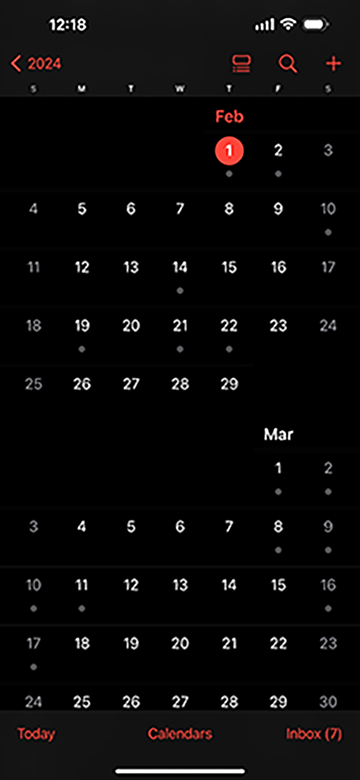 12:18
2024
S M T W T F S
Feb
1 2 3
4 5 6 7 8 9 10
11 12 13 14 15 16 17
18 19 20 21 22 23 24
25 26 27 28 29
Mar
1 2
3 4 5 6 7 8 9
10 11 12 13 14 15 16
17 18 19 20 21 22 23
24 25 26 27 28 29 30
Today Calendars Inbox (7)